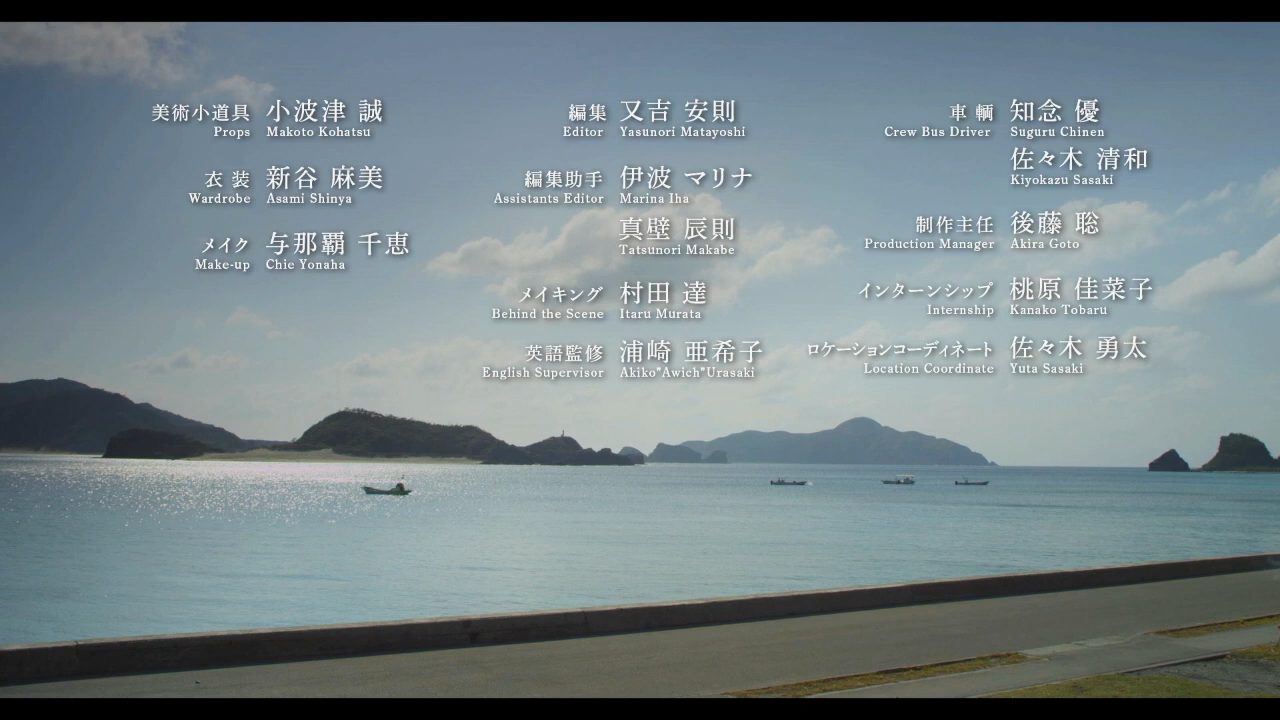 美術小道具 小波津 誠
Props Makoto Kohatsu
衣 装 新谷 麻美
Wardrobe Asami Shinya
メイク 与那覇 千恵
Make-up Chie Yonaha
編集 又吉 安則
Editor Yasunori Matayoshi
編集助手 伊波 マリナ
Assistants Editor Marina Iha
真壁 辰則
Tatsunori Makabe
メイキング 村田 達
Behind the Scene Itaru Murata
英語監修 浦崎 亜希子
English Supervisor Akiko"Awich"Urasaki
車 輌 知念 優
Crew Bus Driver Suguru Chinen
佐々木 清和
Kiyokazu Sasaki
制作主任 後藤 聡
Production Manager Akira Goto
インターンシップ 桃原 佳菜子
Internship Kanako Tobaru
ロケーションコーディネート 佐々木 勇太
Location Coordinate Yuta Sasaki